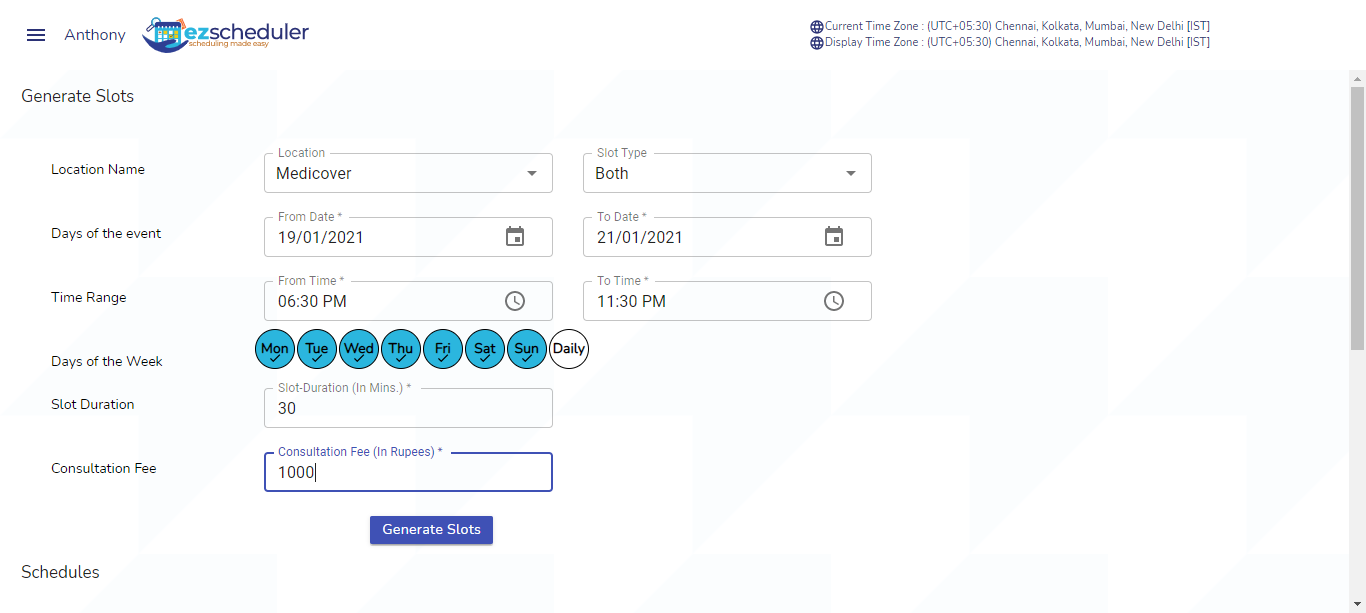 Anthony
ezscheduler
scheduling made easy
Current Time Zone : (UTC+05:30) Chennai, Kolkata, Mumbai, New Delhi [IST]
Display Time Zone : (UTC+05:30) Chennai, Kolkata, Mumbai, New Delhi [IST]
Generate Slots
Location Name
Location
Medicover
Slot Type
Both
Days of the event
From Date *
19/01/2021
To Date *
21/01/2021
Time Range
From Time *
06:30 PM
To Time *
11:30 PM
Days of the Week
Mon Tue Wed Thu Fri Sat Sun Daily
Slot Duration
Slot-Duration (In Mins.) *
30
Consultation Fee
Consultation Fee (In Rupees) *
1000
Generate Slots
Schedules